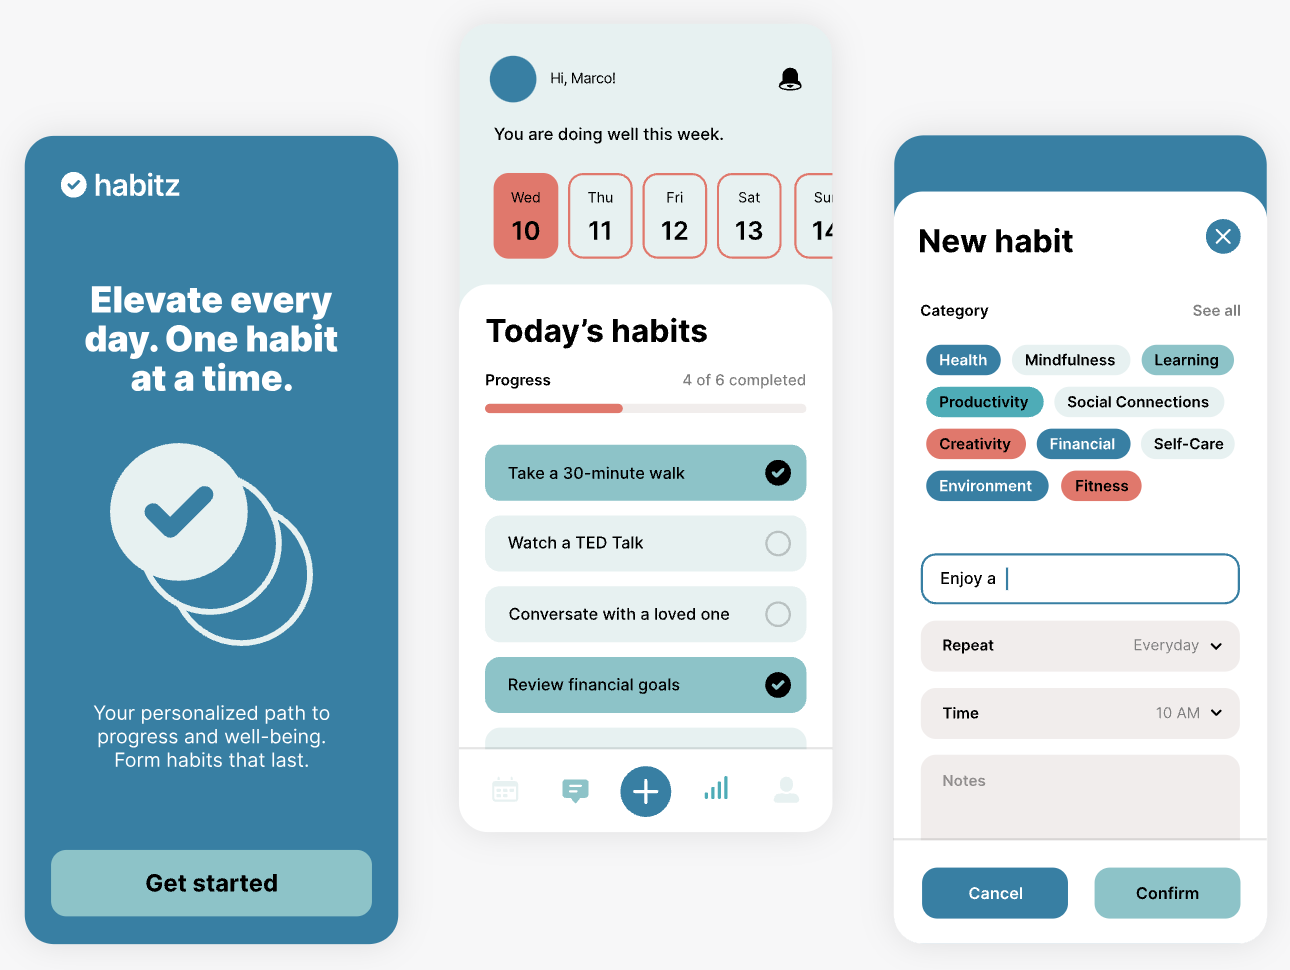 habitz
Elevate every
day. One habit
at a time.
Your personalized path to
progress and well-being.
Form habits that last.
Get started
Hi, Marco!
You are doing well this week.
Wed Thu Fri Sat Sun
10 11 12 13 14
Today’s habits
Progress 4 of 6 completed
Take a 30-minute walk
Watch a TED Talk
Conversate with a loved one
Review financial goals
New habit
Category See all
Health Mindfulness Learning
Productivity Social Connections
Creativity Financial Self-Care
Environment Fitness
Enjoy a
Repeat Everyday
Time 10 AM
Notes
Cancel Confirm